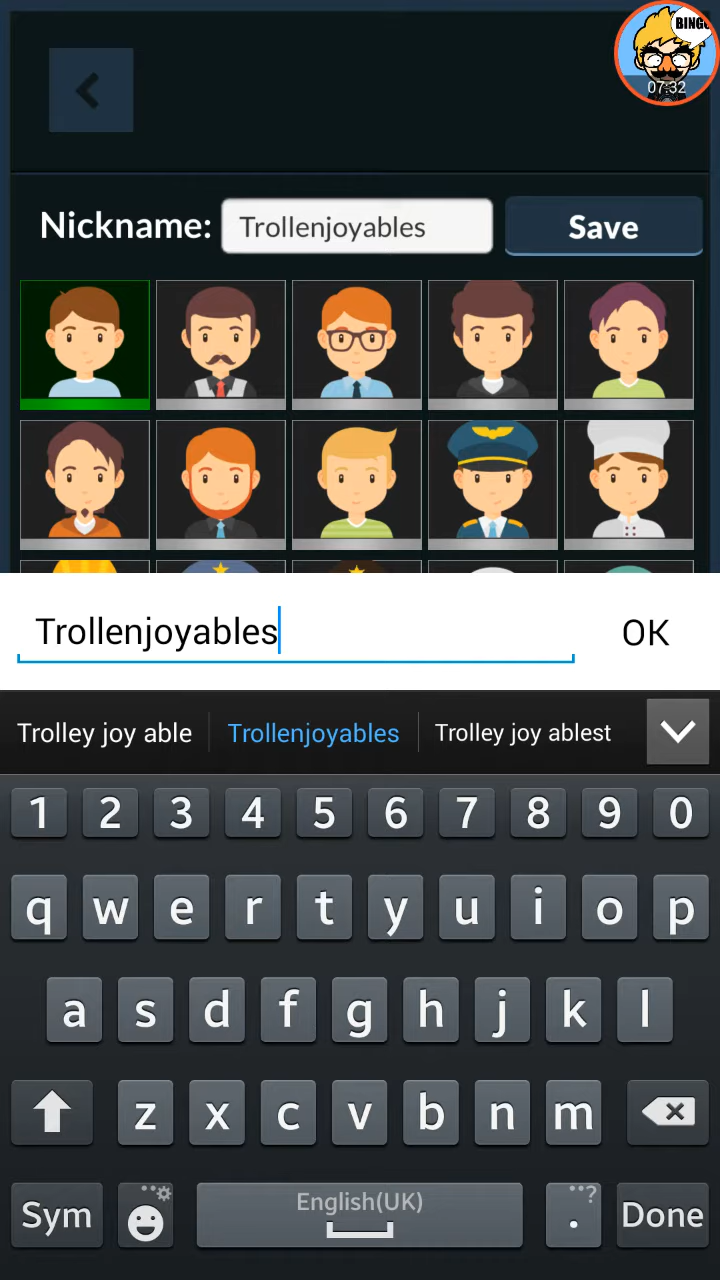 BINGO
07:32
Nickname: Trollenjoyables Save
Trollenjoyables OK
Trolley joy able Trollenjoyables Trolley joy ablest
1 2 3 4 5 6 7 8 9 0
q w e r t y u i o p
a s d f g h j k l
z x c v b n m
Sym English(UK) . ? Done